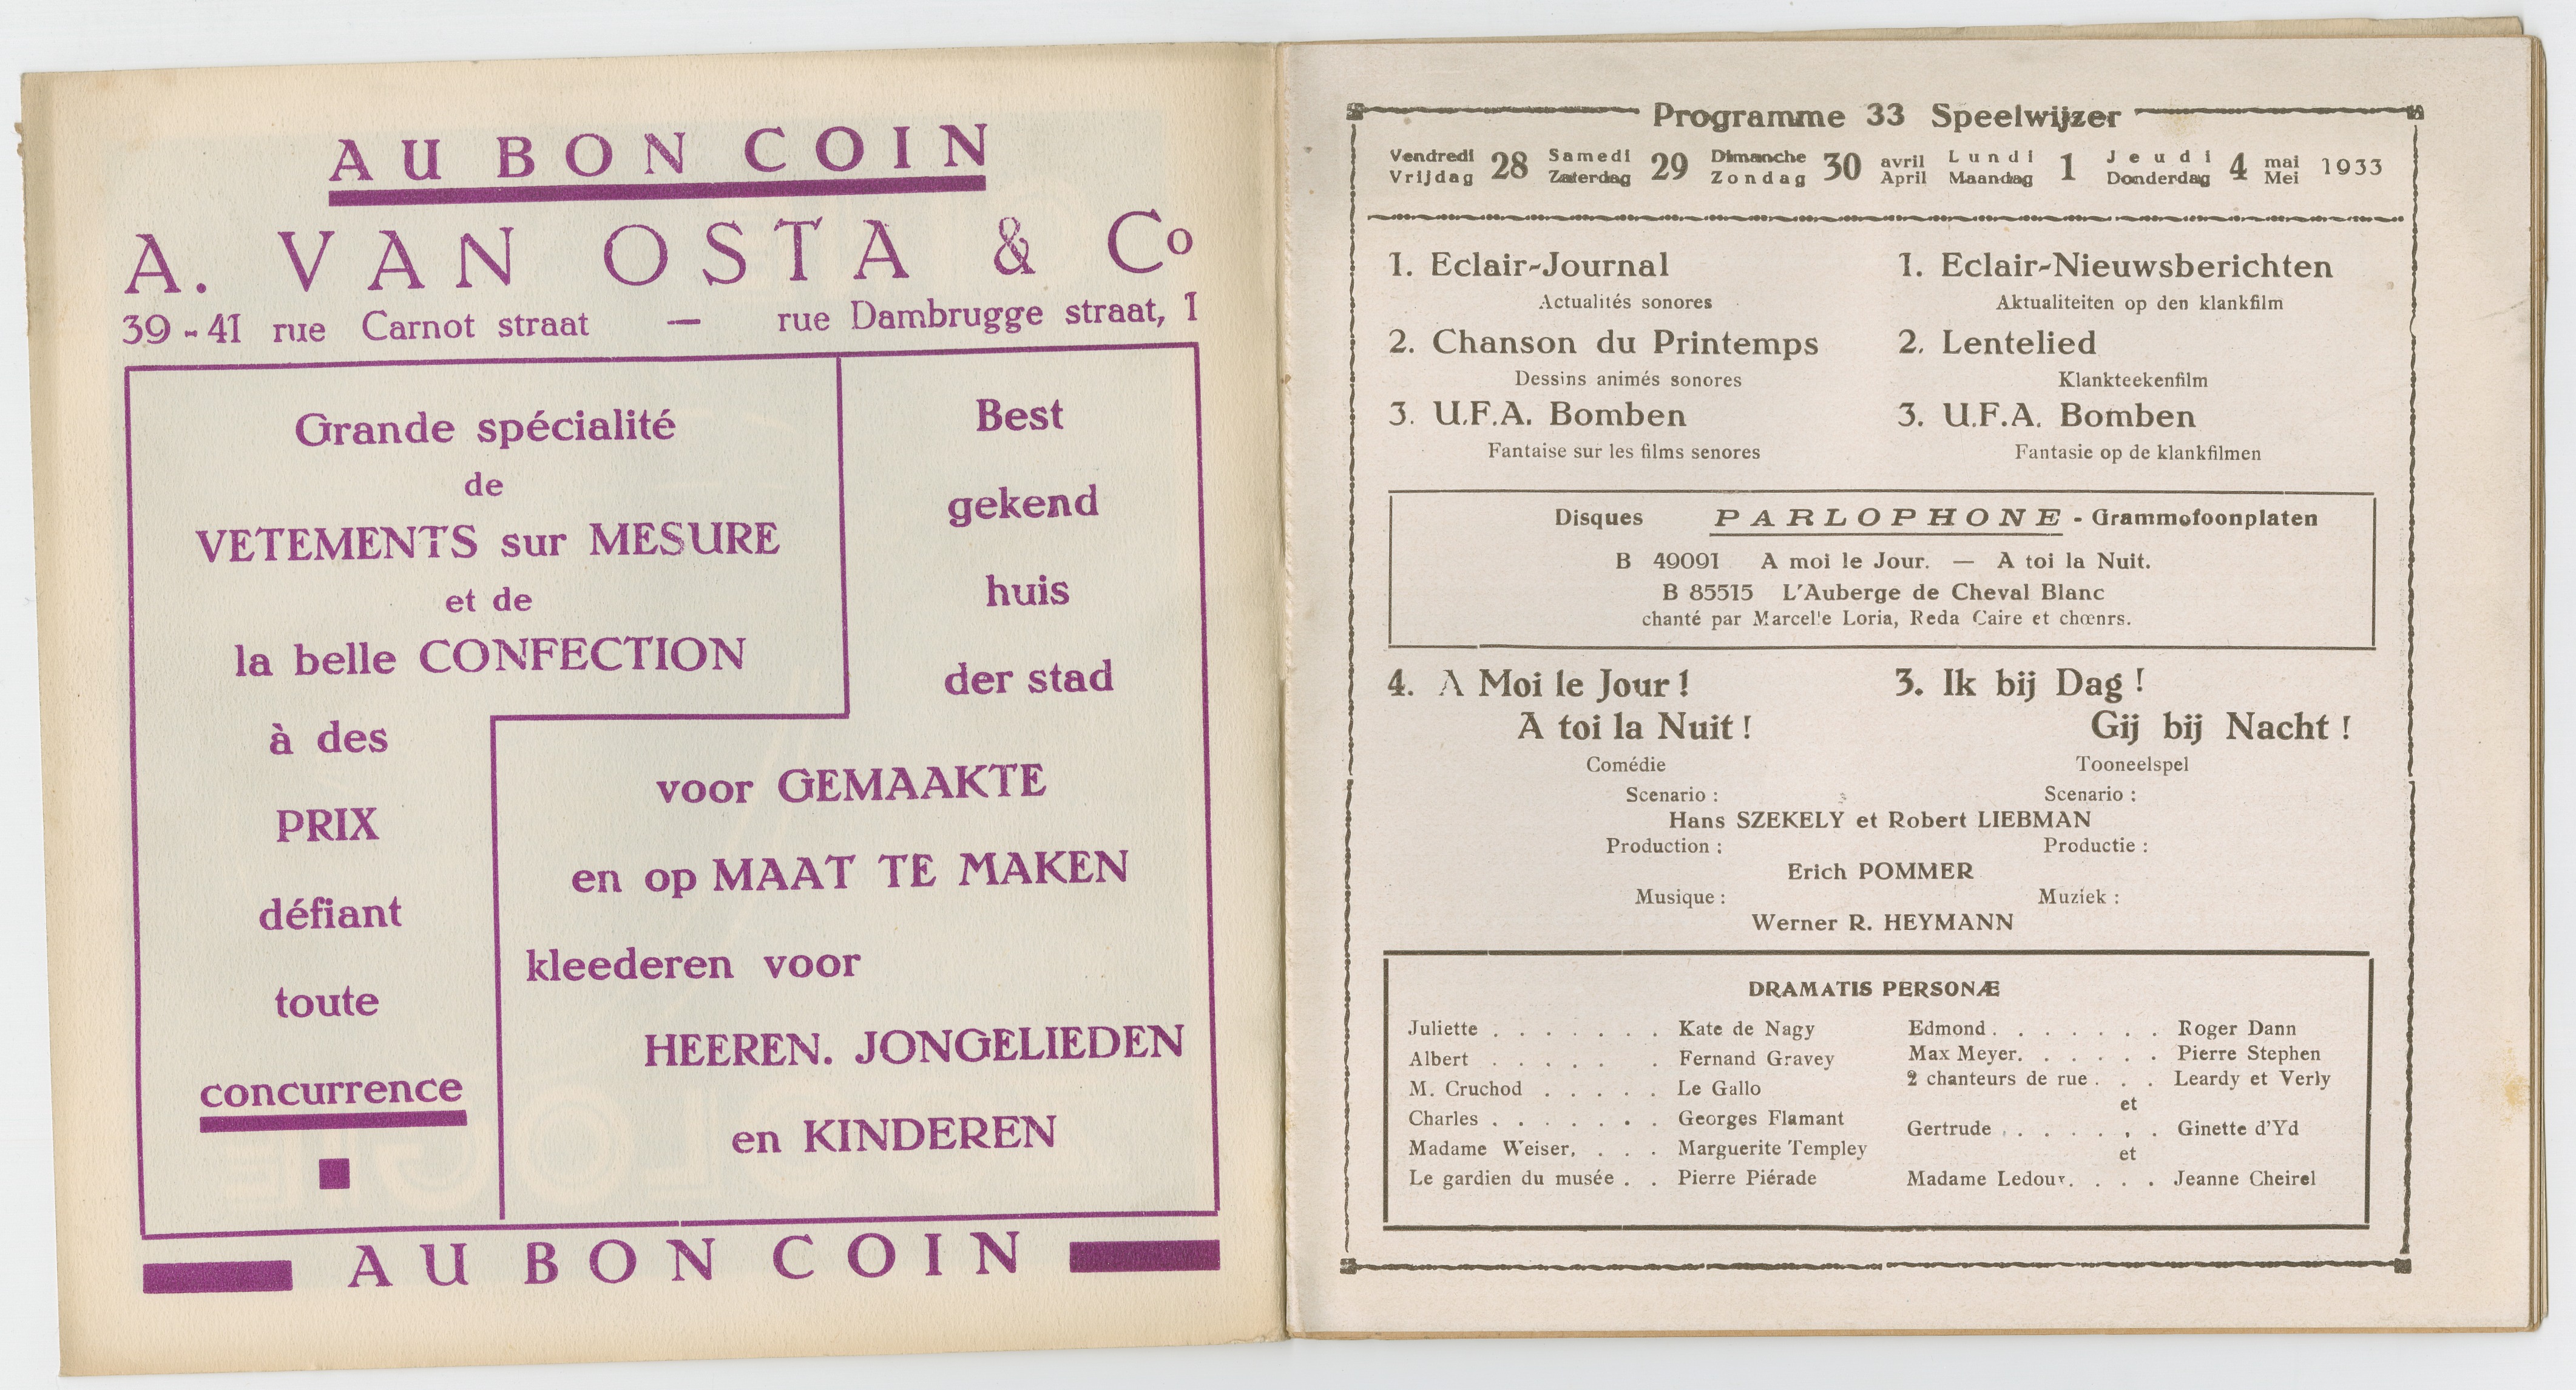 AU BON COIN
A. VAN OSTA & Co
39-41 rue Carnot straat — rue Dambrugge straat, 1
Grande spécialité
de
VETEMENTS sur MESURE
et de
la belle CONFECTION
à des
PRIX
défiant
toute
concurrence
Best
gekend
huis
der stad
voor GEMAAKTE
en op MAAT TE MAKEN
kleederen voor
HEEREN. JONGELIEDEN
en KINDEREN
AU BON COIN
Programme 33 Speelwijzer
Vendredi 28 Samedi 29 Dimanche 30 avril Lundi 1 Jeudi 4 mai 1933
Vrijdag Zaterdag Zondag April Maandag Donderdag Mei
1. Eclair-Journal
Actualités sonores
2. Chanson du Printemps
Dessins animés sonores
3. U.F.A. Bomben
Fantaise sur les films senores
1. Eclair-Nieuwsberichten
Aktualiteiten op den klankfilm
2. Lentelied
Klankteekenfilm
3. U.F.A. Bomben
Fantasie op de klankfilmen
Disques PARLOPHONE - Grammofoonplaten
B 49091 A moi le Jour. — A toi la Nuit.
B 85515 L'Auberge de Cheval Blanc
chanté par Marcel'e Loria, Reda Caire et chœnrs.
4. A Moi le Jour !
A toi la Nuit !
Comédie
3. Ik bij Dag !
Gij bij Nacht !
Tooneelspel
Scenario : Scenario :
Hans SZEKELY et Robert LIEBMAN
Production : Productie :
Erich POMMER
Musique : Muziek :
Werner R. HEYMANN
DRAMATIS PERSONÆ
Juliette . . . . . . . Kate de Nagy
Albert . . . . . . Fernand Gravey
M. Cruchod . . . . . Le Gallo
Charles . . . . . . . Georges Flamant
Madame Weiser. . . . Marguerite Templey
Le gardien du musée . . Pierre Piérade
Edmond . . . . . . . Roger Dann
Max Meyer. . . . . . Pierre Stephen
2 chanteurs de rue . . . Leardy et Verly
et
Gertrude . . . . . . . Ginette d'Yd
et
Madame Ledoux. . . . Jeanne Cheirel